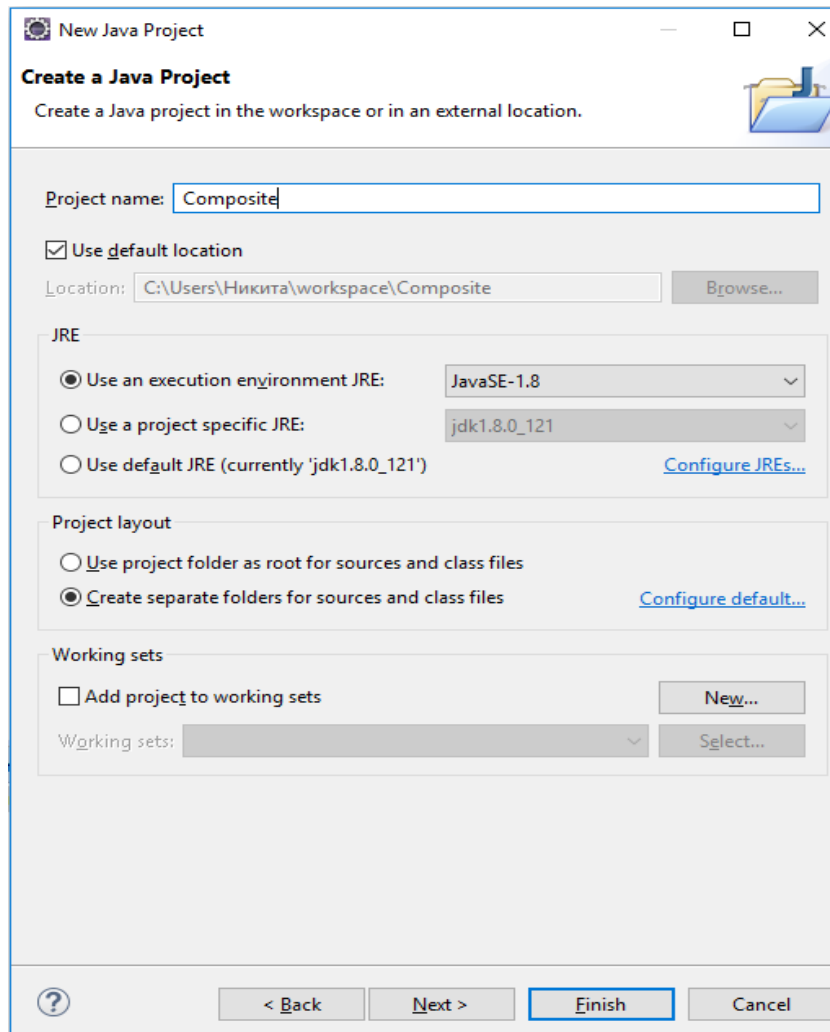 New Java Project
Create a Java Project
Create a Java project in the workspace or in an external location.
Project name: Composite
Use default location
Location: C:\Users\Никита\workspace\Composite Browse...
JRE
Use an execution environment JRE: JavaSE-1.8
Use a project specific JRE: jdk1.8.0_121
Use default JRE (currently 'jdk1.8.0_121') Configure JREs...
Project layout
Use project folder as root for sources and class files
Create separate folders for sources and class files Configure default...
Working sets
Add project to working sets New...
Working sets: Select...
? < Back Next > Finish Cancel